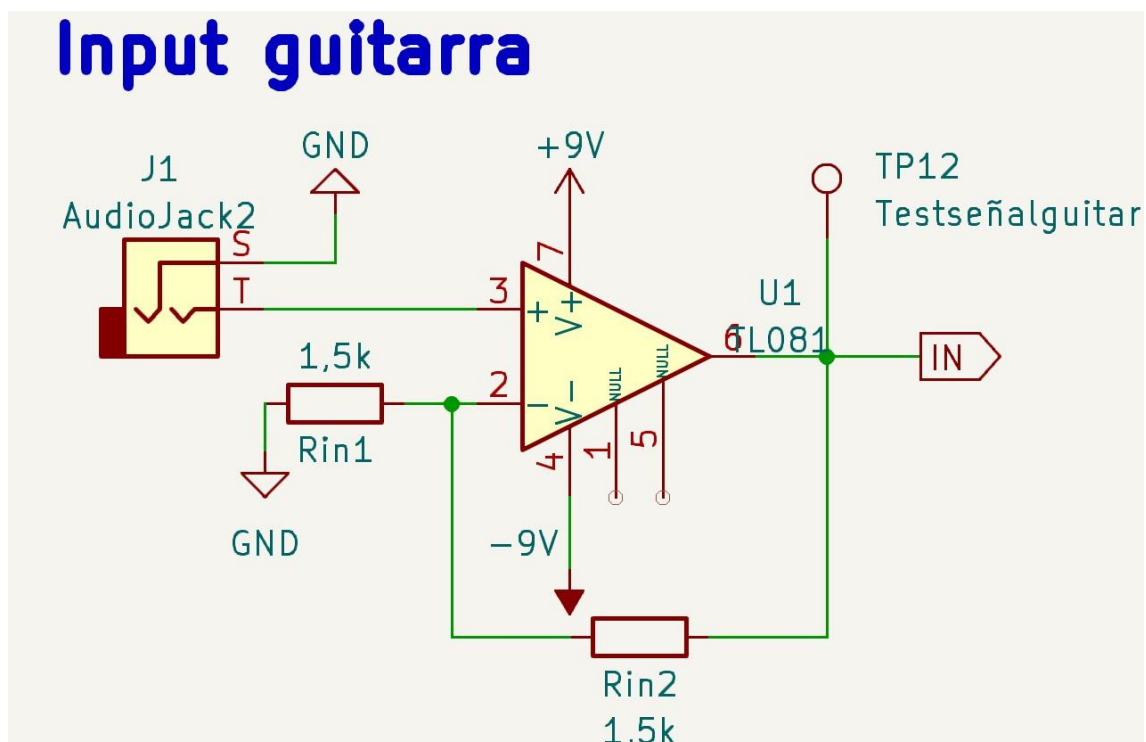 Input guitarra
GND
+9V
J1
AudioJack2
TP12
Testseñalguitar
S
T
7
3
+
V+
U1
TL081
6
IN
1,5k
NULL
NULL
2
−
V−
Rin1
4
1
5
GND
−9V
Rin2
1,5k